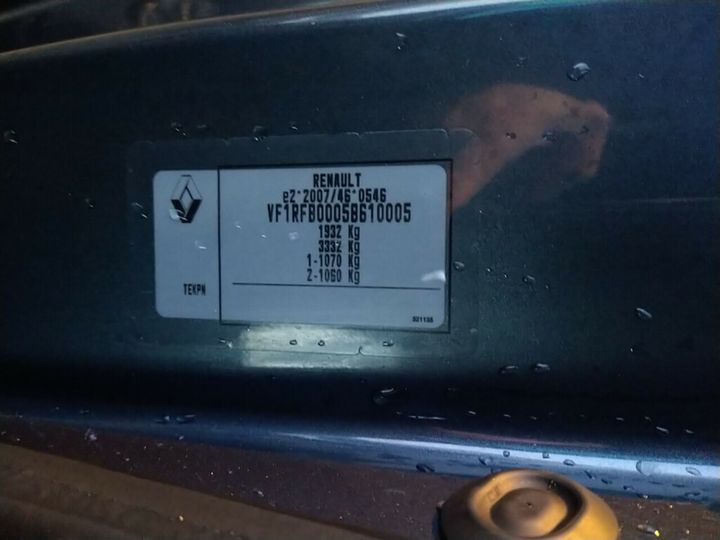 RENAULT
e2*2007/46*0546
VF1RFB00058610005
1932 Kg
3332 Kg
1-1070 Kg
2-1060 Kg
TEKPN
521135